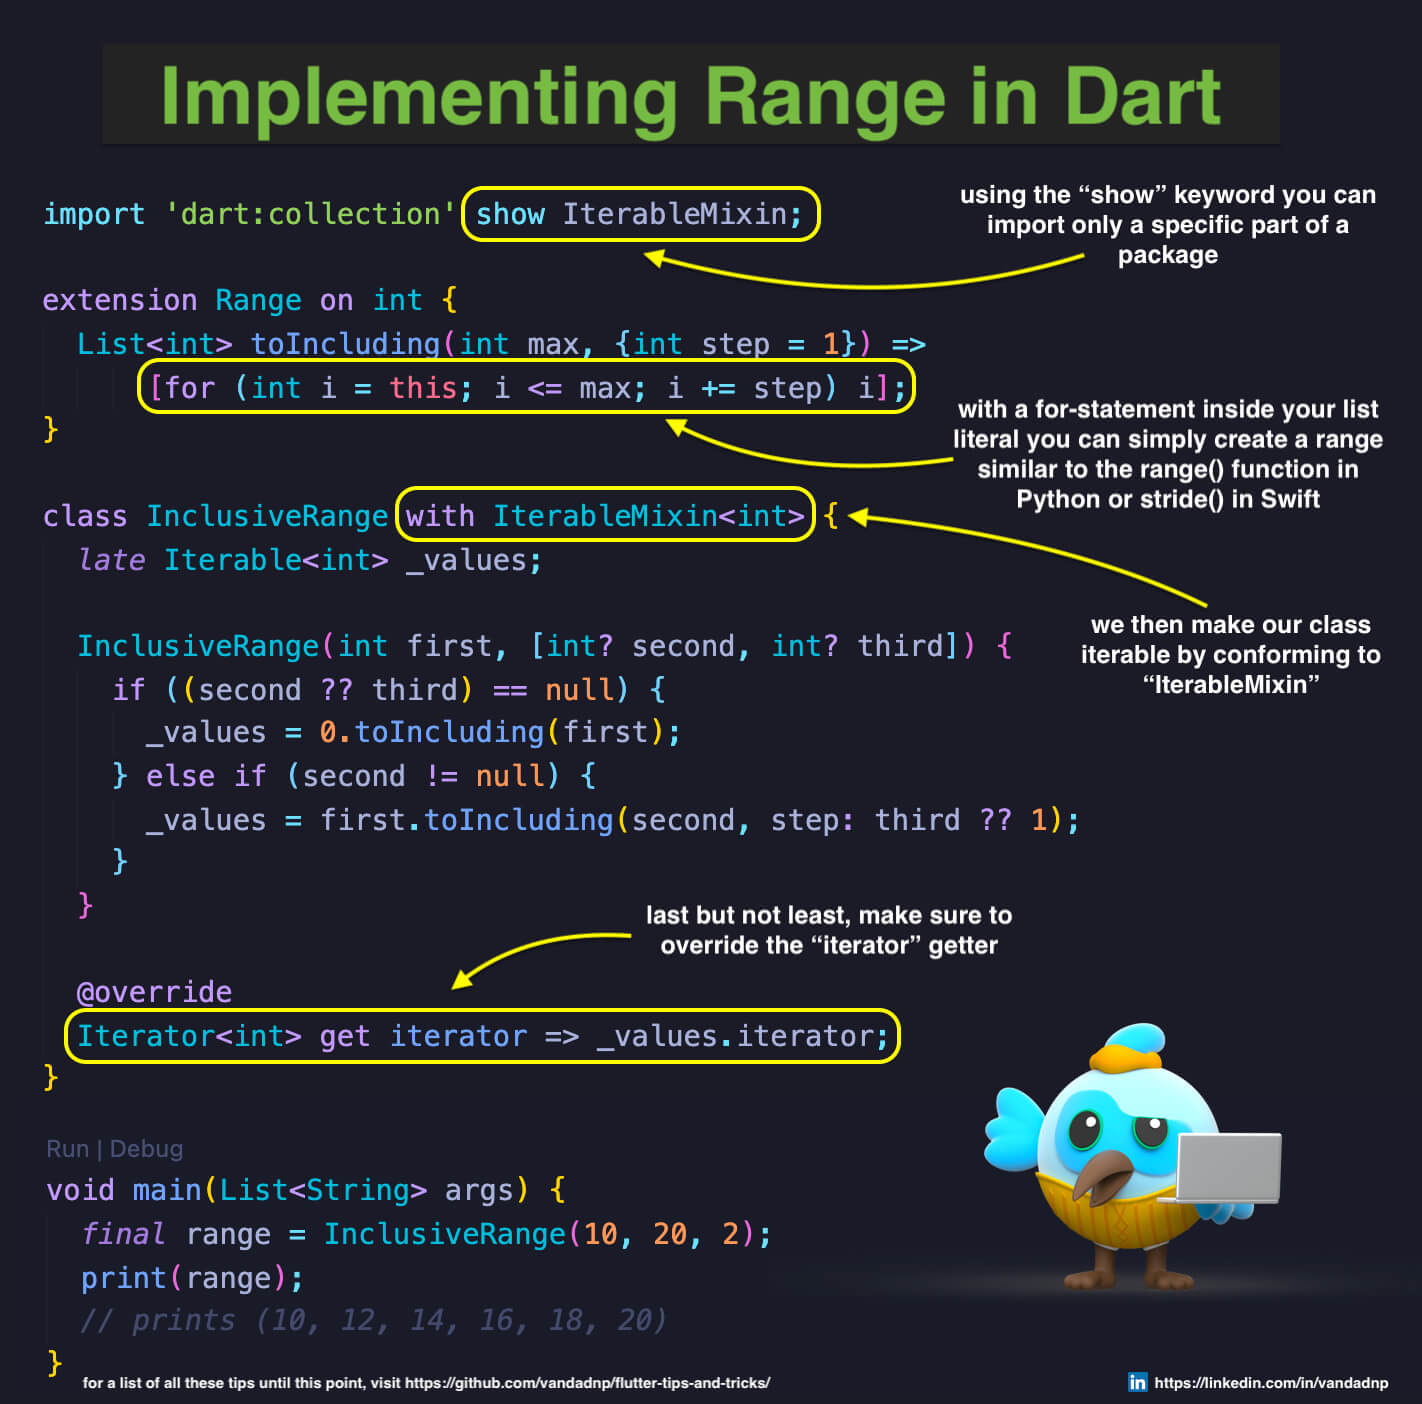 Implementing Range in Dart
import 'dart:collection' show IterableMixin;
using the “show” keyword you can
import only a specific part of a
package
extension Range on int {
List<int> toIncluding(int max, {int step = 1}) =>
[for (int i = this; i <= max; i += step) i];
}
with a for-statement inside your list
literal you can simply create a range
similar to the range() function in
Python or stride() in Swift
class InclusiveRange with IterableMixin<int> {
late Iterable<int> _values;
we then make our class
iterable by conforming to
“IterableMixin”
InclusiveRange(int first, [int? second, int? third]) {
if ((second ?? third) == null) {
_values = 0.toIncluding(first);
} else if (second != null) {
_values = first.toIncluding(second, step: third ?? 1);
}
}
last but not least, make sure to
override the “iterator” getter
@override
Iterator<int> get iterator => _values.iterator;
}
Run | Debug
void main(List<String> args) {
final range = InclusiveRange(10, 20, 2);
print(range);
// prints (10, 12, 14, 16, 18, 20)
}
for a list of all these tips until this point, visit https://github.com/vandadnp/flutter-tips-and-tricks/
in https://linkedin.com/in/vandadnp